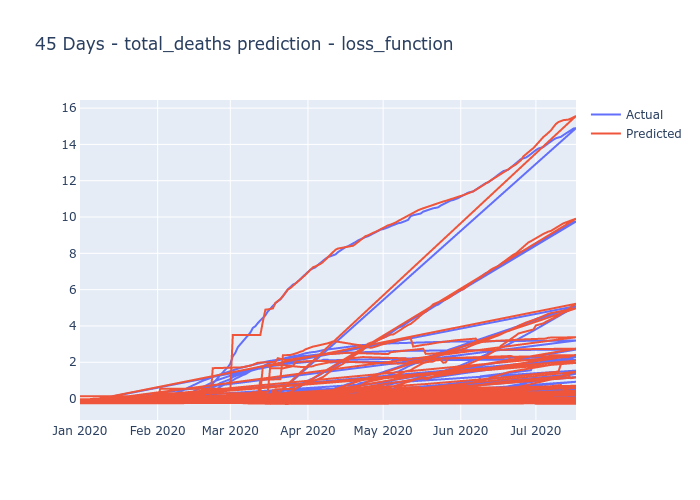 45 Days - total_deaths prediction - loss_function
16
14
12
10
8
6
4
2
0
Jan 2020
Feb 2020
Mar 2020
Apr 2020
May 2020
Jun 2020
Jul 2020
Actual
Predicted